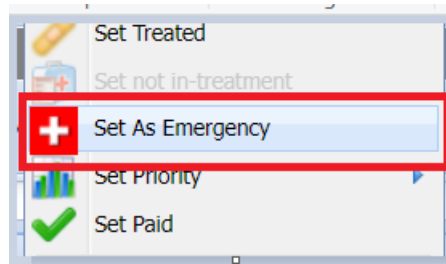 Set Treated
Set not in-treatment
Set As Emergency
Set Priority
Set Paid